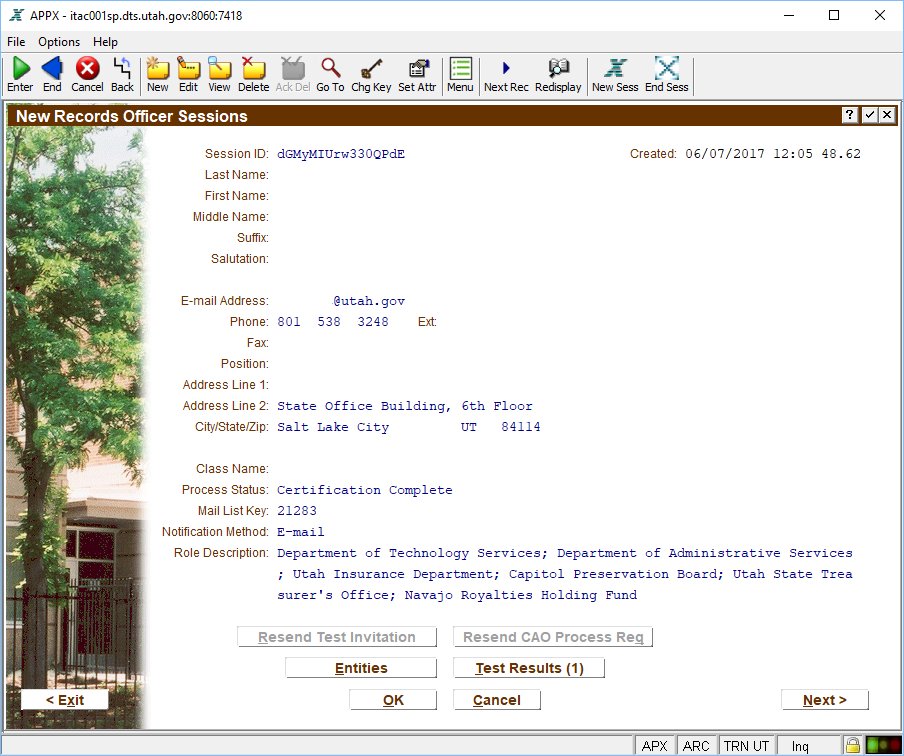 APPX - itac001sp.dts.utah.gov:8060:7418
File Options Help
Enter End Cancel Back New Edit View Delete Ack Del Go To Chg Key Set Attr Menu Next Rec Redisplay New Sess End Sess
New Records Officer Sessions
Session ID: dGMyMIUrw330QPdE Created: 06/07/2017 12:05 48.62
Last Name:
First Name:
Middle Name:
Suffix:
Salutation:
E-mail Address: @utah.gov
Phone: 801 538 3248 Ext:
Fax:
Position:
Address Line 1:
Address Line 2: State Office Building, 6th Floor
City/State/Zip: Salt Lake City UT 84114
Class Name:
Process Status: Certification Complete
Mail List Key: 21283
Notification Method: E-mail
Role Description: Department of Technology Services; Department of Administrative Services
; Utah Insurance Department; Capitol Preservation Board; Utah State Trea
surer's Office; Navajo Royalties Holding Fund
Resend Test Invitation Resend CAO Process Req
Entities Test Results (1)
< Exit OK Cancel Next >
APX ARC TRN UT Inq